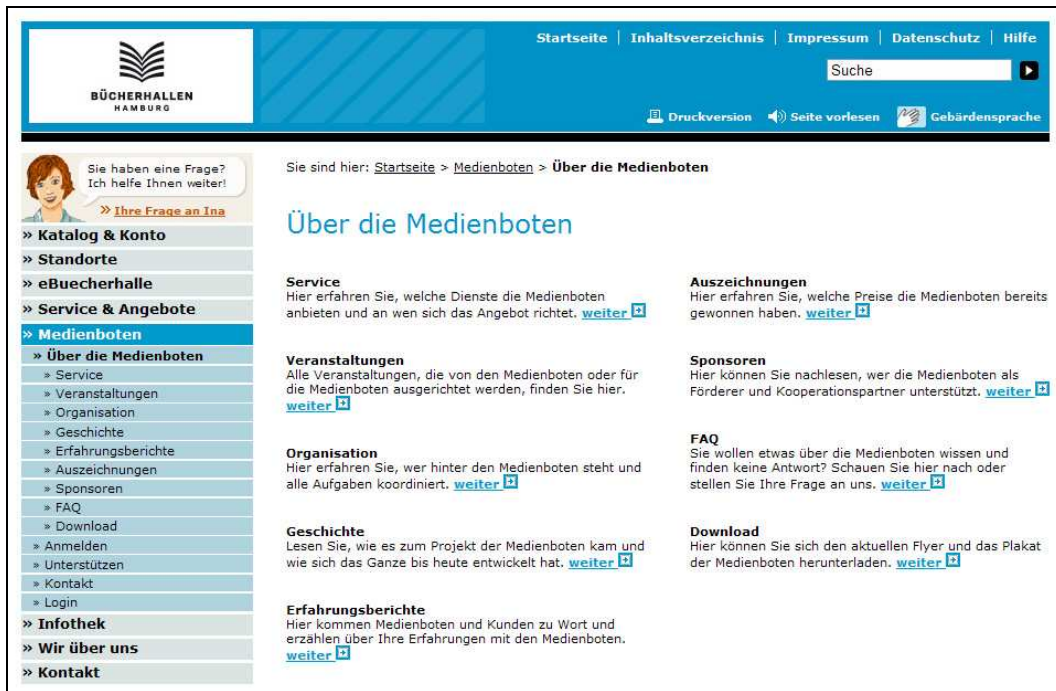 BÜCHERHALLEN
HAMBURG
Startseite | Inhaltsverzeichnis | Impressum | Datenschutz | Hilfe
Suche
Druckversion Seite vorlesen Gebärdensprache
Sie haben eine Frage?
Ich helfe Ihnen weiter!
» Ihre Frage an Ina
» Katalog & Konto
» Standorte
» eBuecherhalle
» Service & Angebote
» Medienboten
» Über die Medienboten
» Service
» Veranstaltungen
» Organisation
» Geschichte
» Erfahrungsberichte
» Auszeichnungen
» Sponsoren
» FAQ
» Download
» Anmelden
» Unterstützen
» Kontakt
» Login
» Infothek
» Wir über uns
» Kontakt
Sie sind hier: Startseite > Medienboten > Über die Medienboten
Über die Medienboten
Service
Hier erfahren Sie, welche Dienste die Medienboten
anbieten und an wen sich das Angebot richtet. weiter
Veranstaltungen
Alle Veranstaltungen, die von den Medienboten oder für
die Medienboten ausgerichtet werden, finden Sie hier.
weiter
Organisation
Hier erfahren Sie, wer hinter den Medienboten steht und
alle Aufgaben koordiniert. weiter
Geschichte
Lesen Sie, wie es zum Projekt der Medienboten kam und
wie sich das Ganze bis heute entwickelt hat. weiter
Erfahrungsberichte
Hier kommen Medienboten und Kunden zu Wort und
erzählen über Ihre Erfahrungen mit den Medienboten.
weiter
Auszeichnungen
Hier erfahren Sie, welche Preise die Medienboten bereits
gewonnen haben. weiter
Sponsoren
Hier können Sie nachlesen, wer die Medienboten als
Förderer und Kooperationspartner unterstützt. weiter
FAQ
Sie wollen etwas über die Medienboten wissen und
finden keine Antwort? Schauen Sie hier nach oder
stellen Sie Ihre Frage an uns. weiter
Download
Hier können Sie sich den aktuellen Flyer und das Plakat
der Medienboten herunterladen. weiter